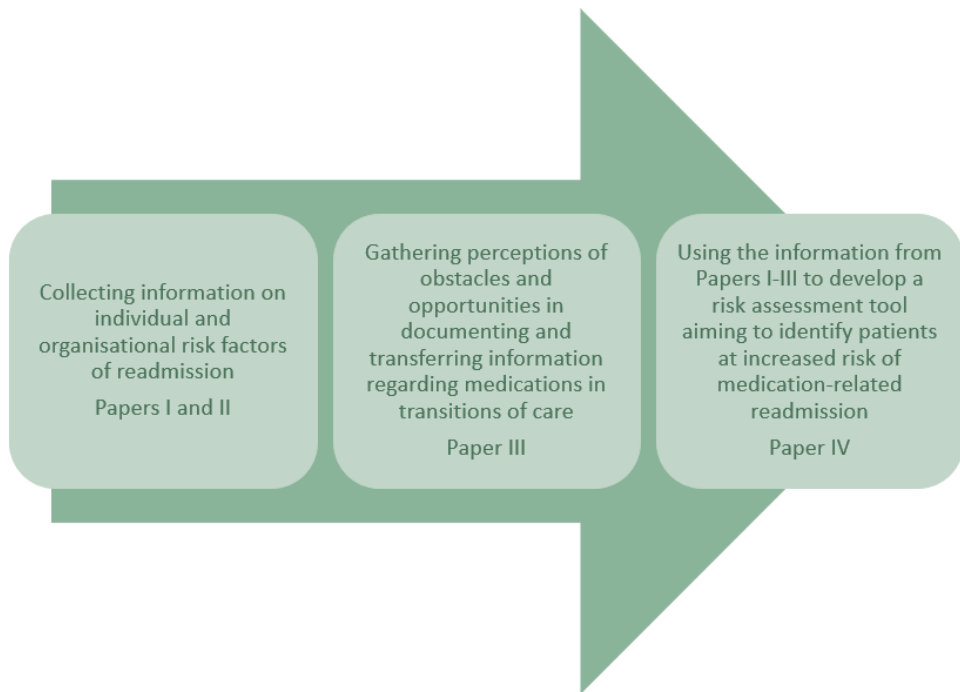 Collecting information on
individual and
organisational risk factors
of readmission
Papers I and II
Gathering perceptions of
obstacles and
opportunities in
documenting and
transferring information
regarding medications in
transitions of care
Paper III
Using the information from
Papers I-III to develop a
risk assessment tool
aiming to identify patients
at increased risk of
medication-related
readmission
Paper IV